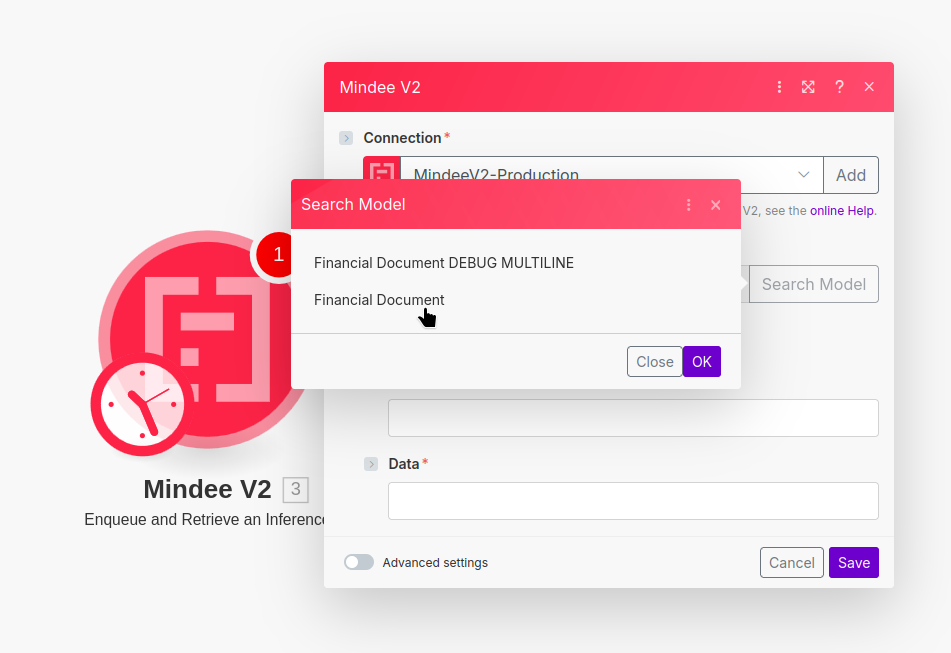 Mindee V2
?
Connection *
MindeeV2-Production
Add
Search Model
V2, see the online Help.
1
Financial Document DEBUG MULTILINE
Search Model
Financial Document
Close
OK
Data *
Mindee V2 3
Enqueue and Retrieve an Inference
Advanced settings
Cancel
Save